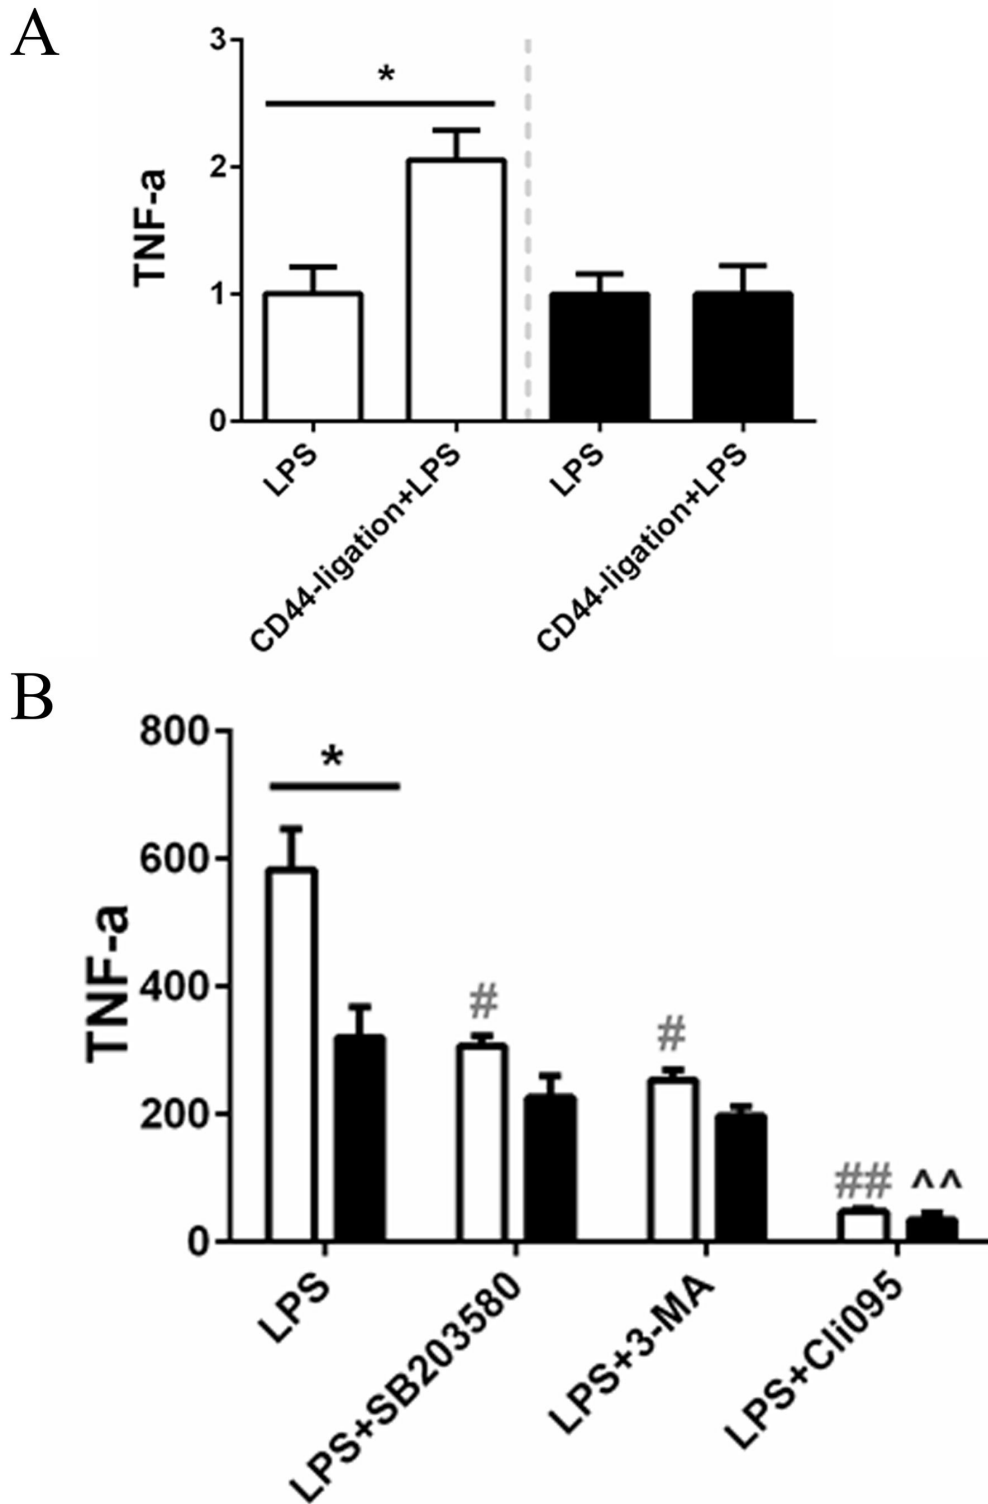 A
3
*
2
TNF-a
1
0
LPS
CD44-ligation+LPS
LPS
CD44-ligation+LPS
B
800
*
600
TNF-a
400
#
#
200
##
^^
0
LPS
LPS+SB203580
LPS+3-MA
LPS+Cli095